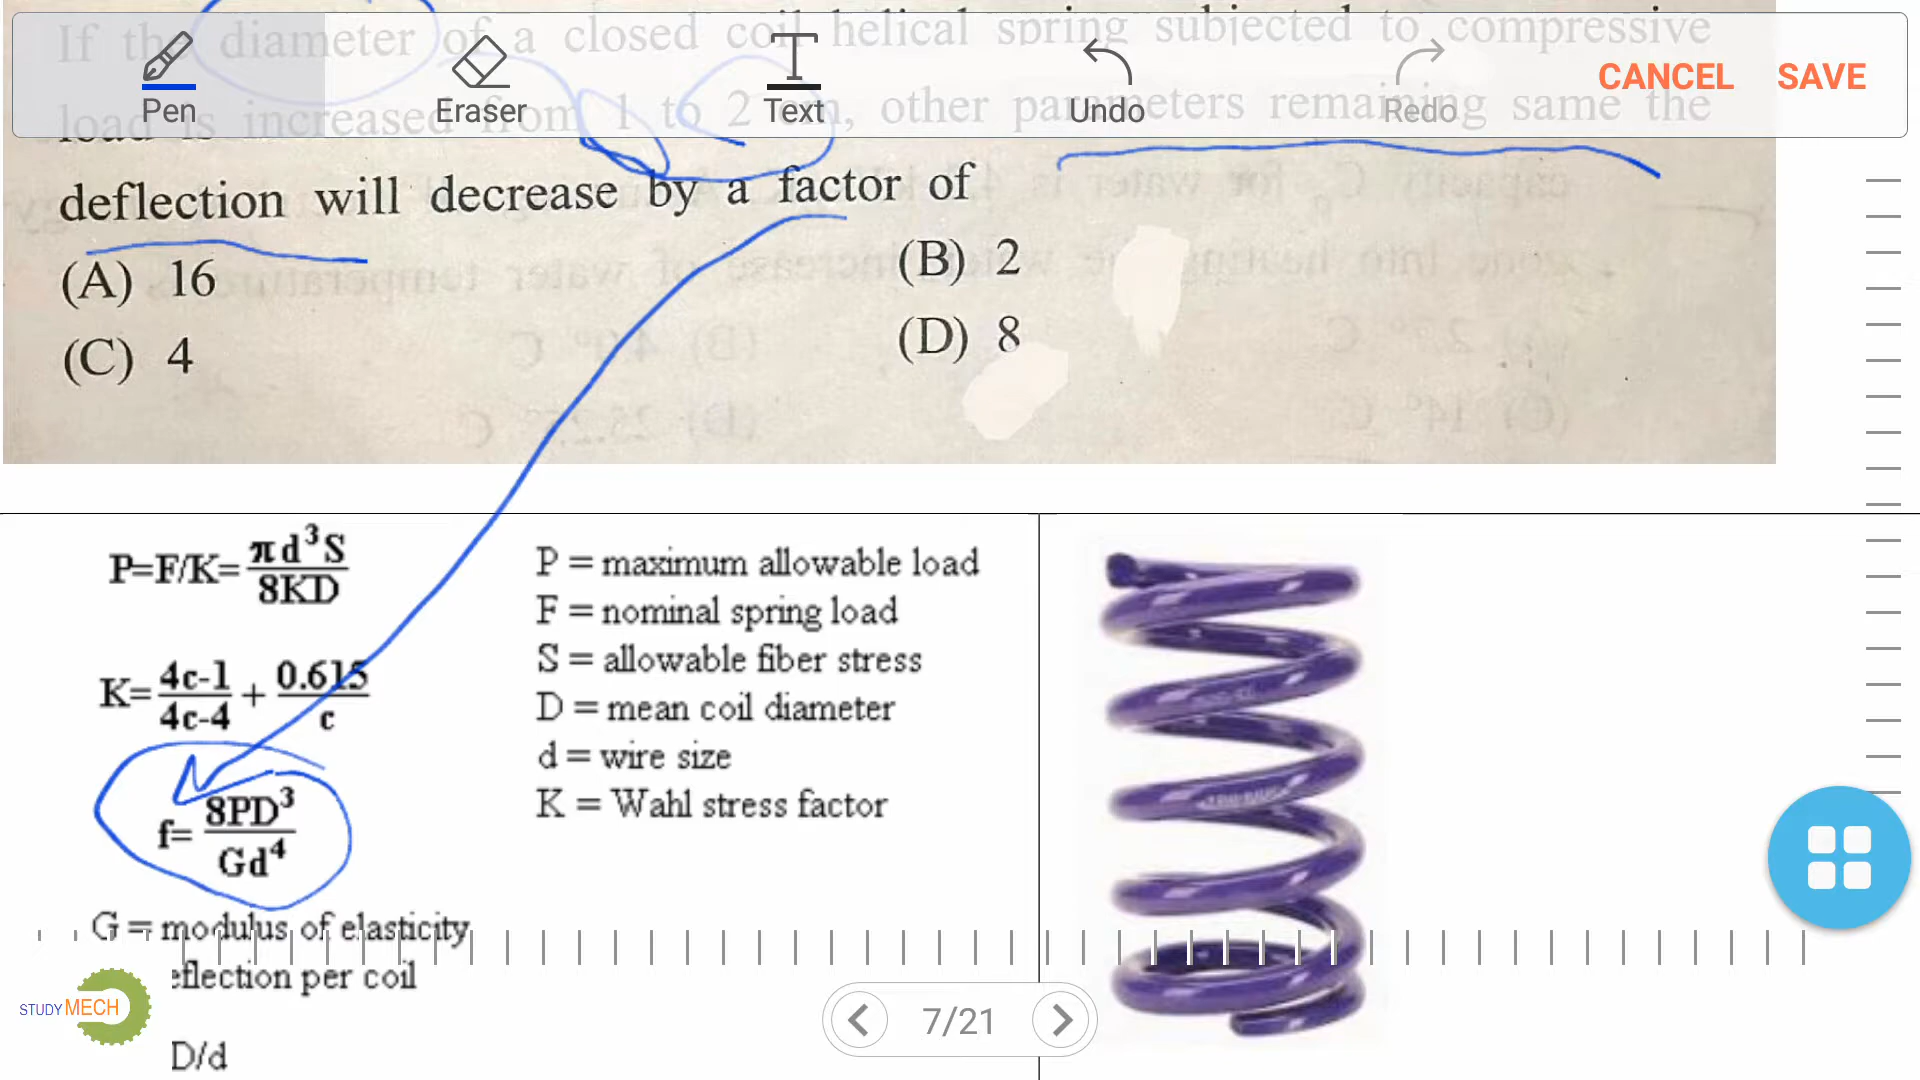 If the diameter of a closed coil helical spring subjected to compressive
load is increased from 1 to 2 cm, other parameters remaining same the
deflection will decrease by a factor of
(A) 16
(B) 2
(C) 4
(D) 8
Pen
Eraser
Text
Undo
Redo
CANCEL
SAVE
P=F/K= πd³S / 8KD
K= 4c-1 / 4c-4 + 0.615 / c
f= 8PD³ / Gd⁴
G = modulus of elasticity
eflection per coil
D/d
P = maximum allowable load
F = nominal spring load
S = allowable fiber stress
D = mean coil diameter
d = wire size
K = Wahl stress factor
STUDY MECH
7/21